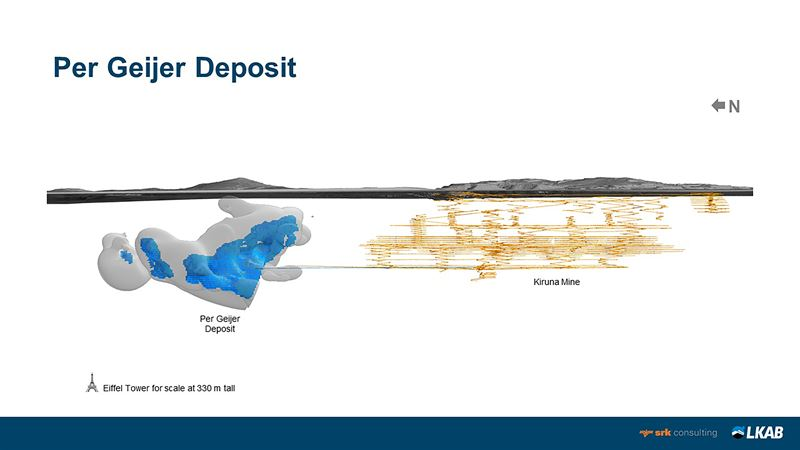 Per Geijer Deposit
N
Kiruna Mine
Per Geijer
Deposit
Eiffel Tower for scale at 330 m tall
srk consulting
LKAB